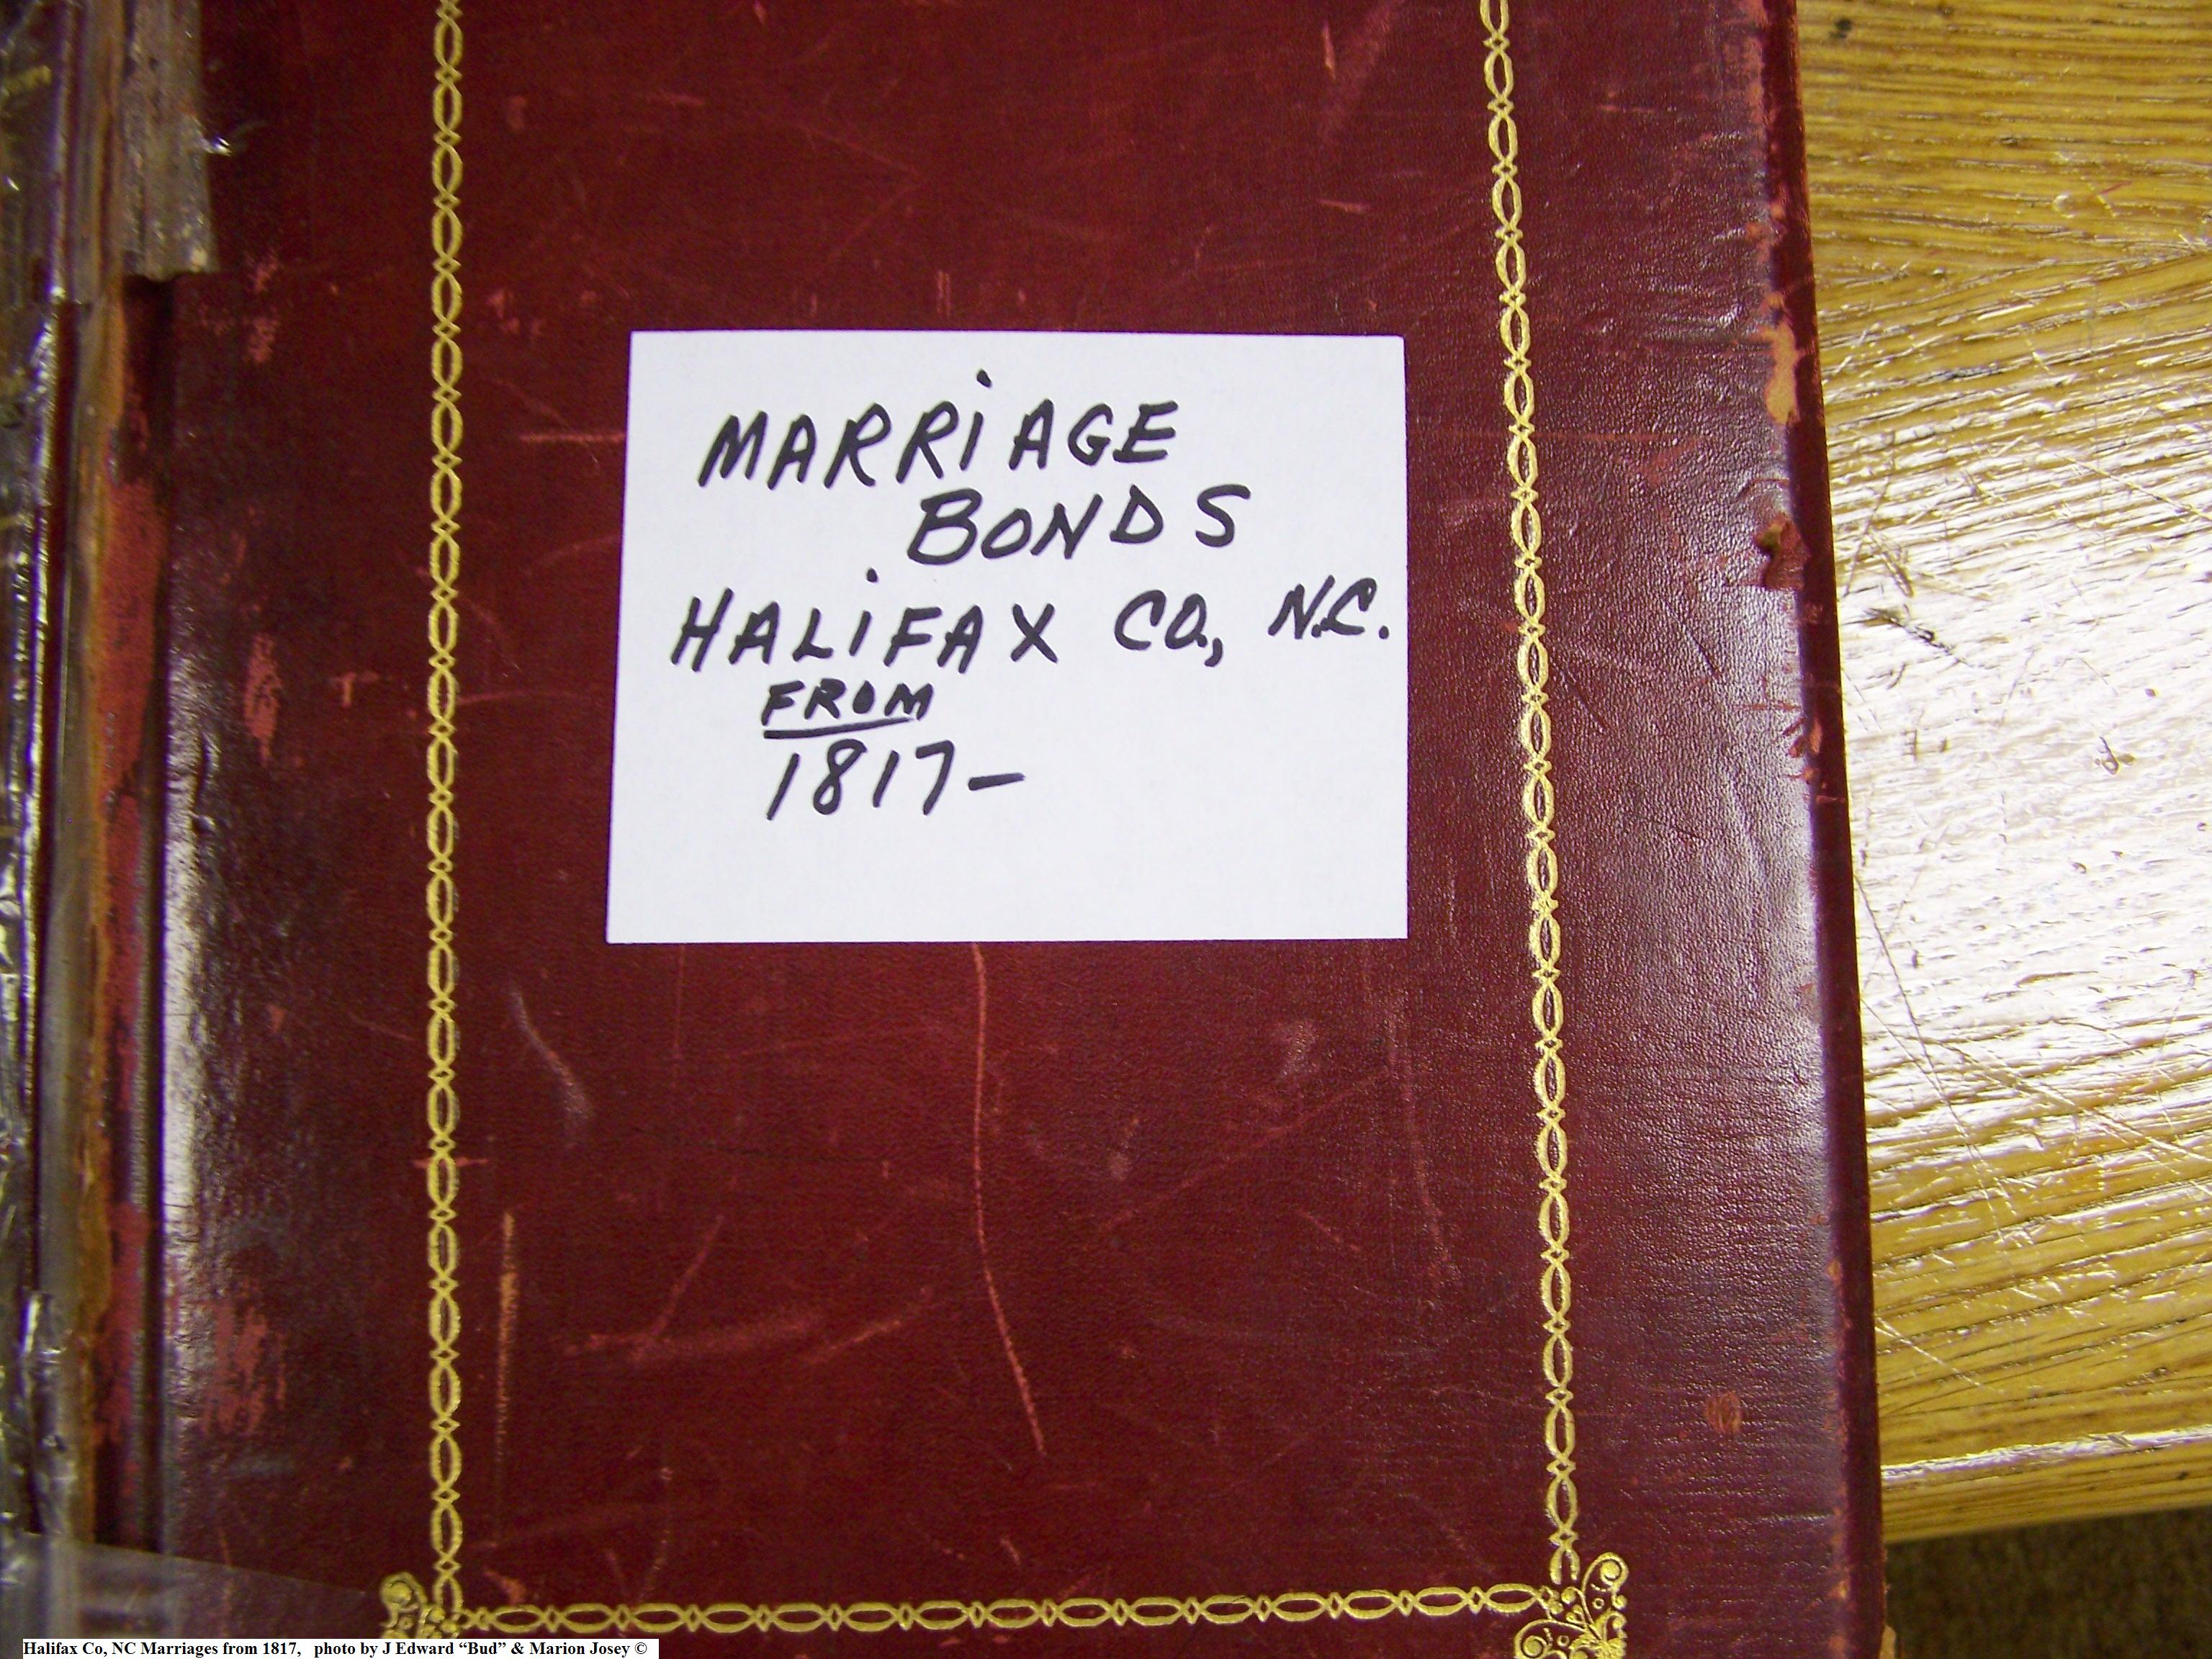 MARRiAGE
BONDS
HALiFAX CO., N.C.
FROM
1817-
Halifax Co, NC Marriages from 1817, photo by J Edward “Bud” & Marion Josey ©